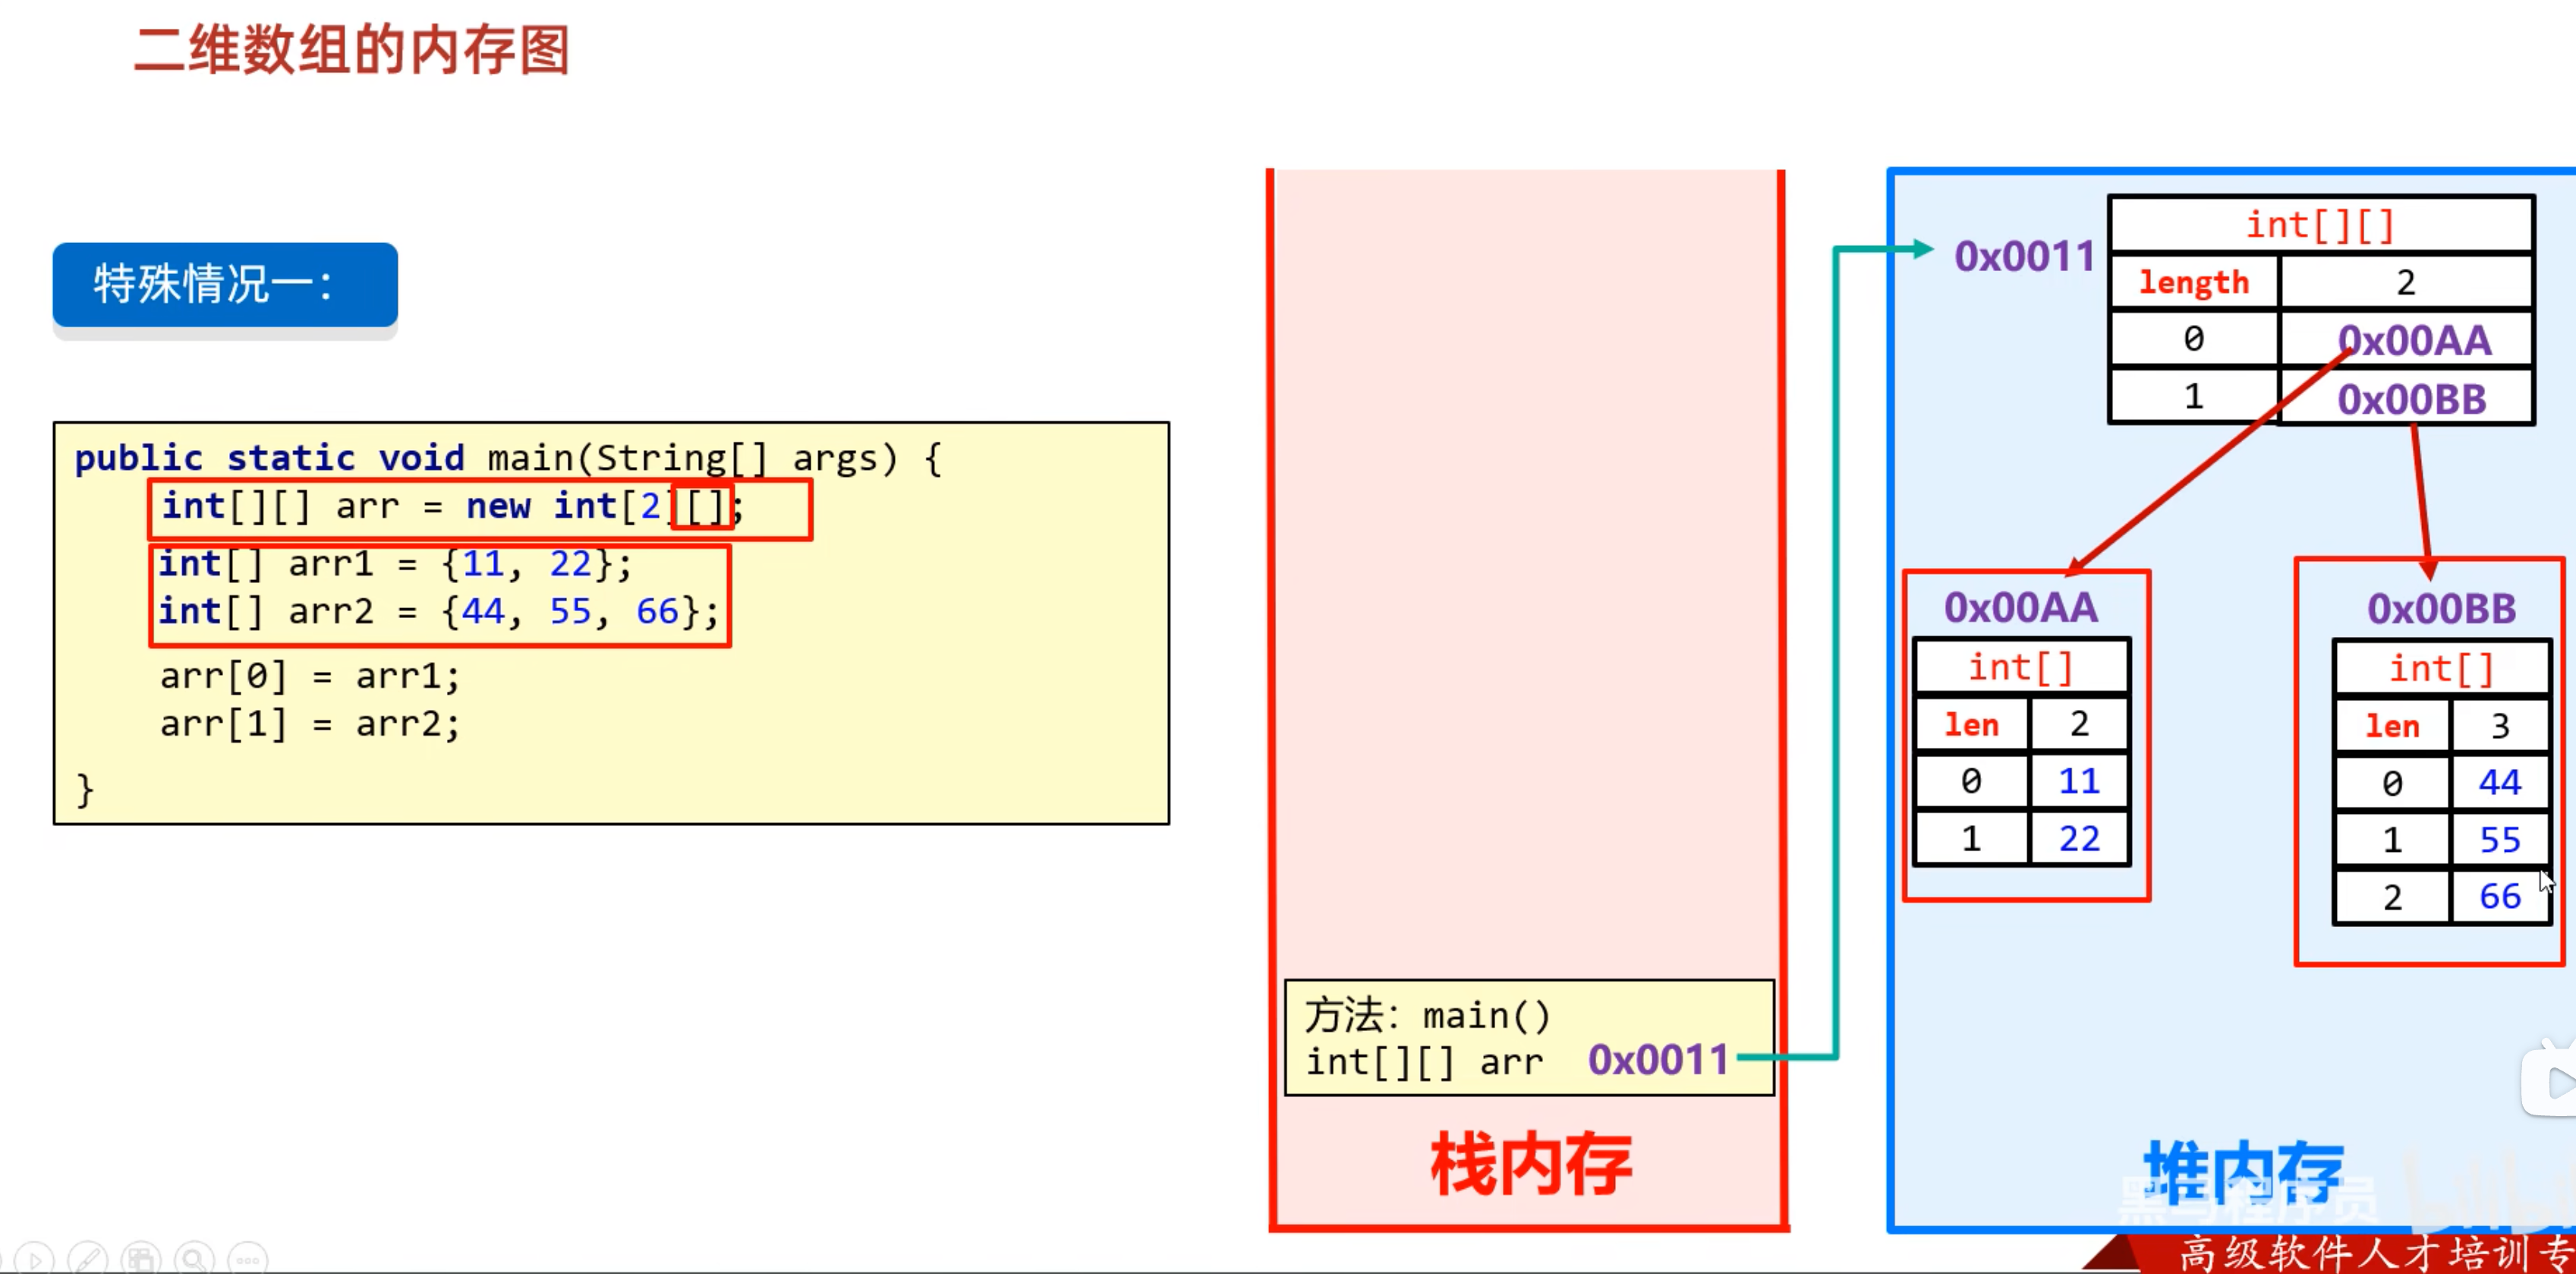 二维数组的内存图
特殊情况一：
public static void main(String[] args) {
int[][] arr = new int[2][];
int[] arr1 = {11, 22};
int[] arr2 = {44, 55, 66};
arr[0] = arr1;
arr[1] = arr2;
}
方法：main()
int[][] arr 0x0011
栈内存
0x0011
int[][]
length 2
0 0x00AA
1 0x00BB
0x00AA
int[]
len 2
0 11
1 22
0x00BB
int[]
len 3
0 44
1 55
2 66
堆内存
黑马程序员
高级软件人才培训专